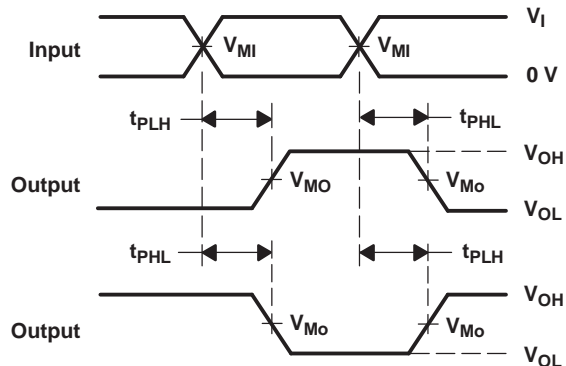 V_I
Input V_MI V_MI
0 V
t_PLH t_PHL
V_OH
Output V_MO V_Mo
V_OL
t_PHL t_PLH
V_OH
Output V_Mo V_Mo
V_OL